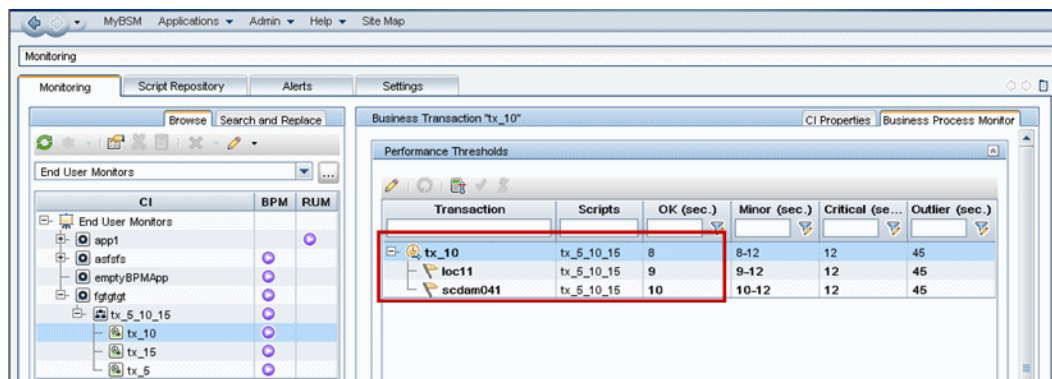 MyBSM Applications Admin Help Site Map
Monitoring
Monitoring Script Repository Alerts Settings
Browse Search and Replace
End User Monitors ...
CI BPM RUM
End User Monitors
app1
asfsfs
emptyBPMApp
fgtgtgt
tx_5_10_15
tx_10
tx_15
tx_5
Business Transaction "tx_10" CI Properties Business Process Monitor
Performance Thresholds
Transaction Scripts OK (sec.) Minor (sec.) Critical (se... Outlier (sec.)
tx_10 tx_5_10_15 8 8-12 12 45
loc11 tx_5_10_15 9 9-12 12 45
scdam041 tx_5_10_15 10 10-12 12 45